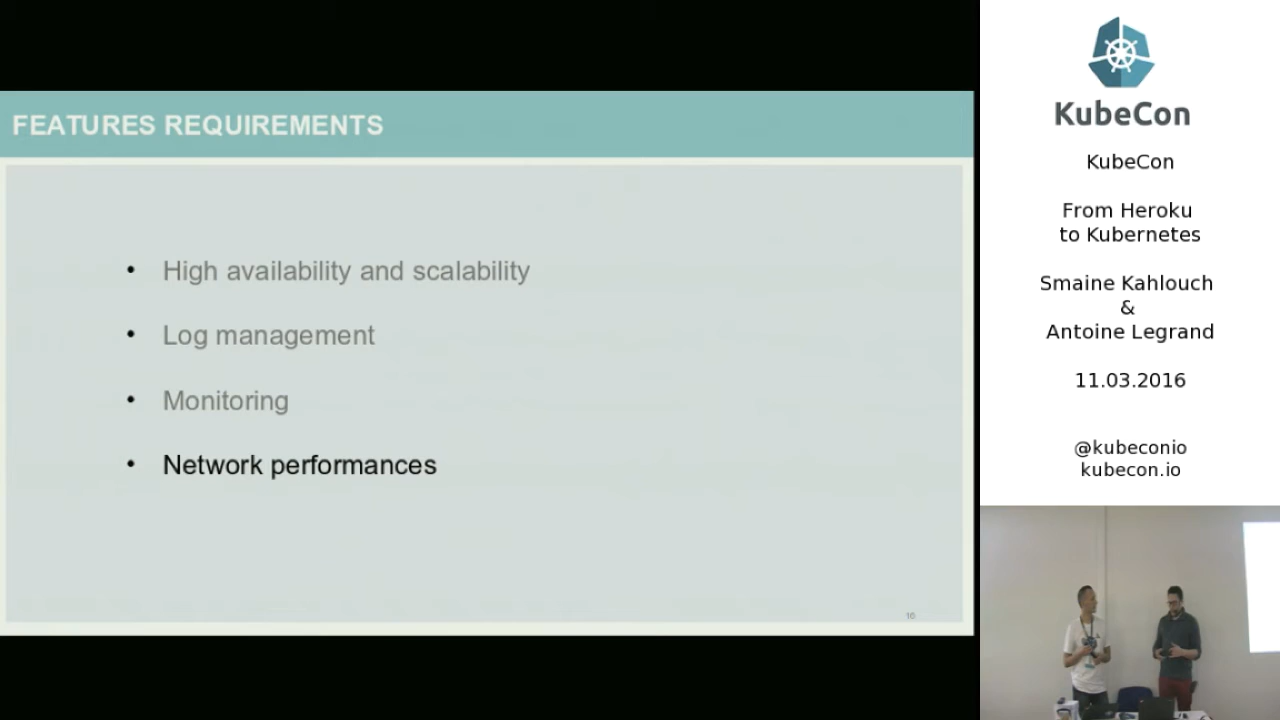 FEATURES REQUIREMENTS
• High availability and scalability
• Log management
• Monitoring
• Network performances
16
KubeCon
KubeCon
From Heroku
to Kubernetes
Smaine Kahlouch
&
Antoine Legrand
11.03.2016
@kubeconio
kubecon.io